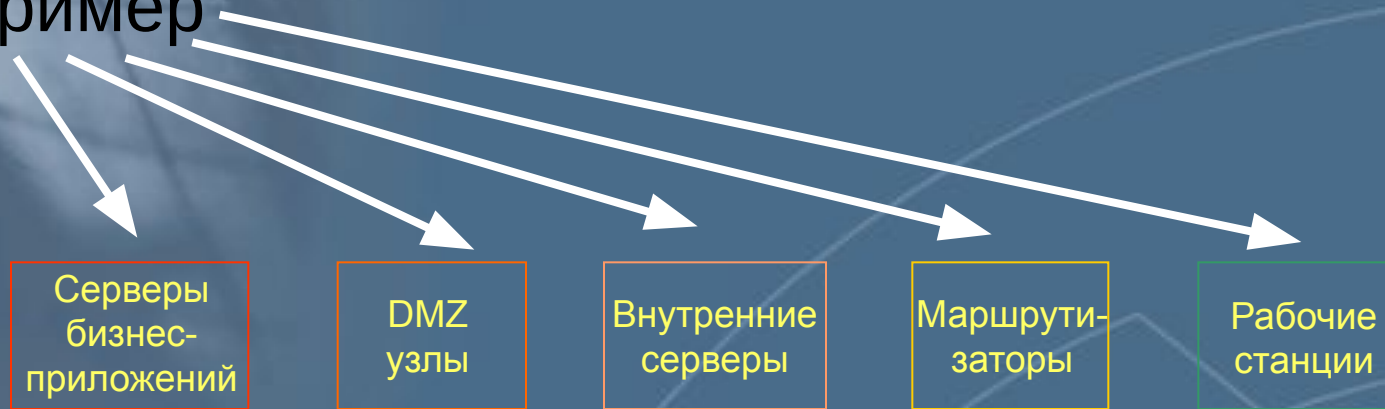 ример
Серверы
бизнес-
приложений
DMZ
узлы
Внутренние
серверы
Маршрути-
заторы
Рабочие
станции